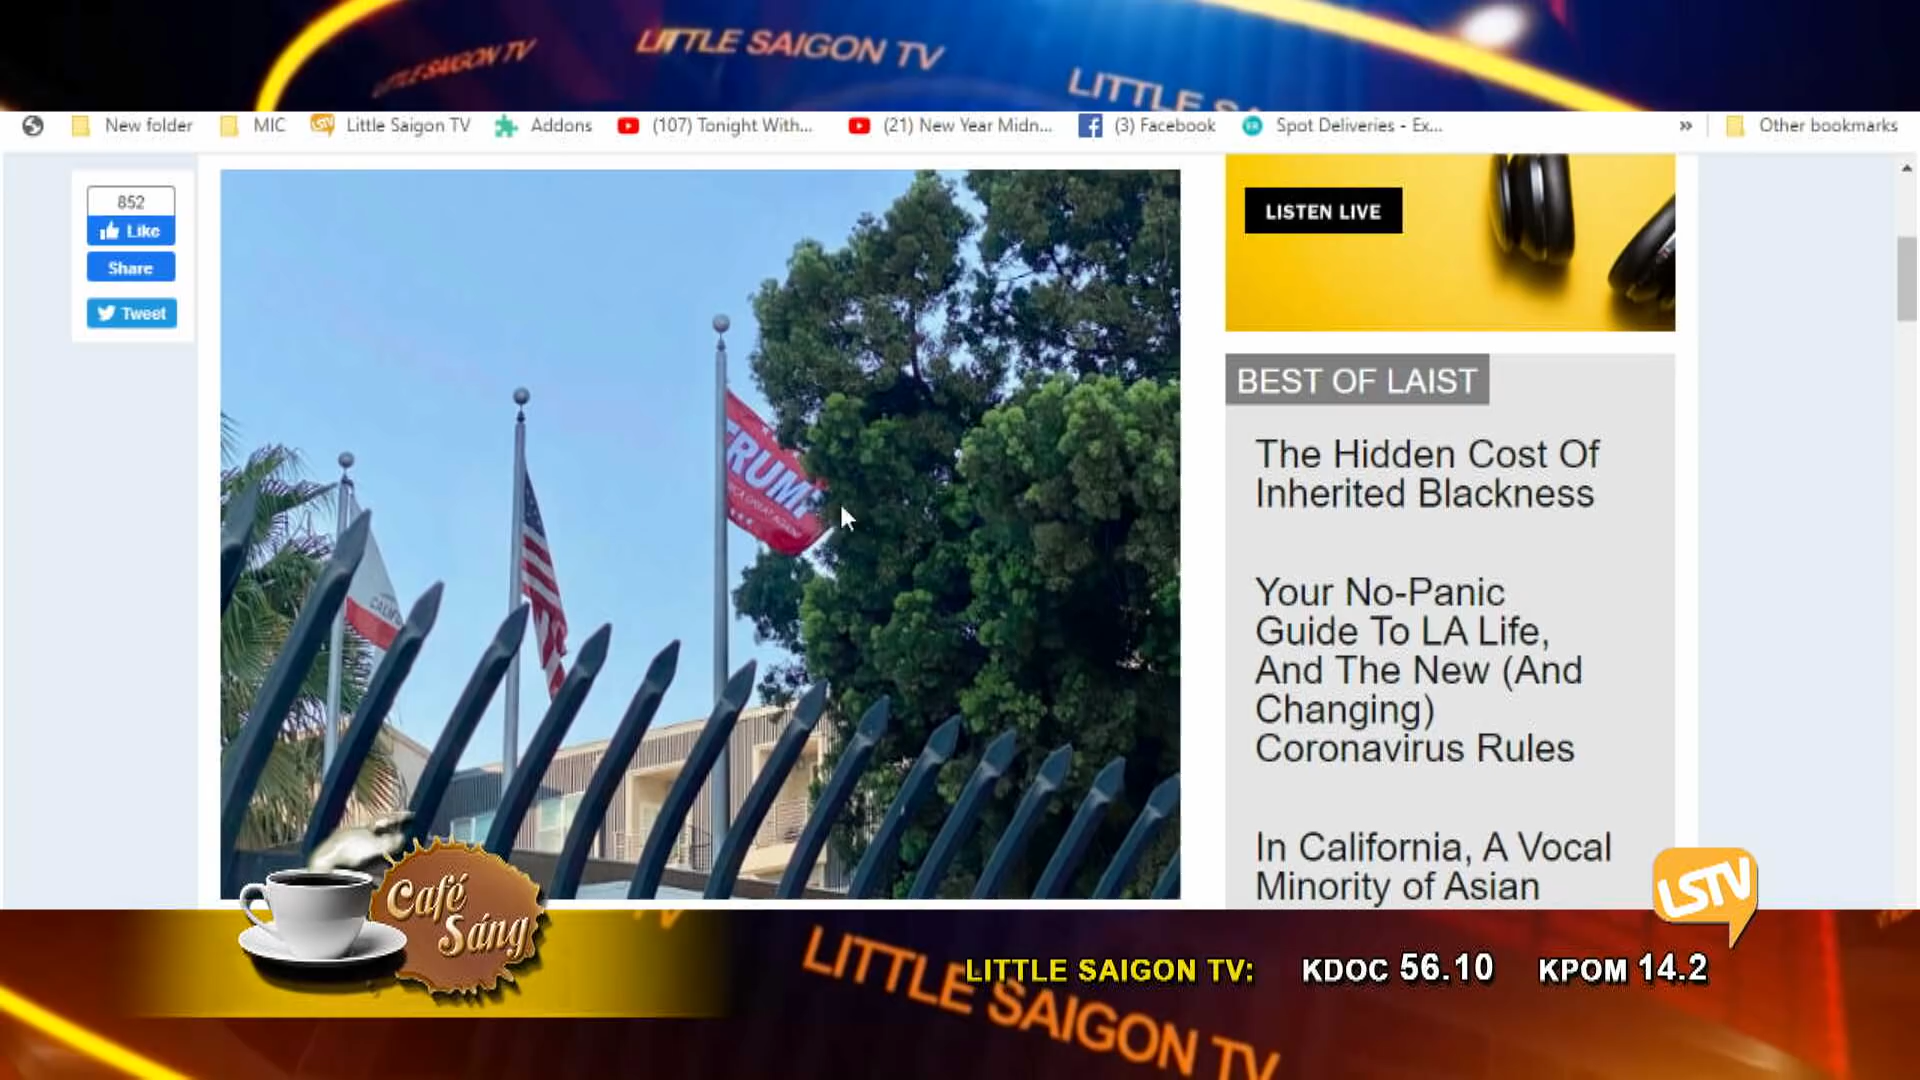 LITTLE SAIGON TV
LITTLE SAIGON TV
LITTLE S
New folder
MIC
Little Saigon TV
Addons
(107) Tonight With...
(21) New Year Midn...
(3) Facebook
Spot Deliveries - Ex...
»
Other bookmarks
852
Like
Share
Tweet
TRUMP
LISTEN LIVE
BEST OF LAIST
The Hidden Cost Of
Inherited Blackness
Your No-Panic
Guide To LA Life,
And The New (And
Changing)
Coronavirus Rules
In California, A Vocal
Minority of Asian
Café
Sáng
LSTV
TV
LITTLE SAIGON TV: KDOC 56.10 KPOM 14.2
LITTLE SAIGON TV